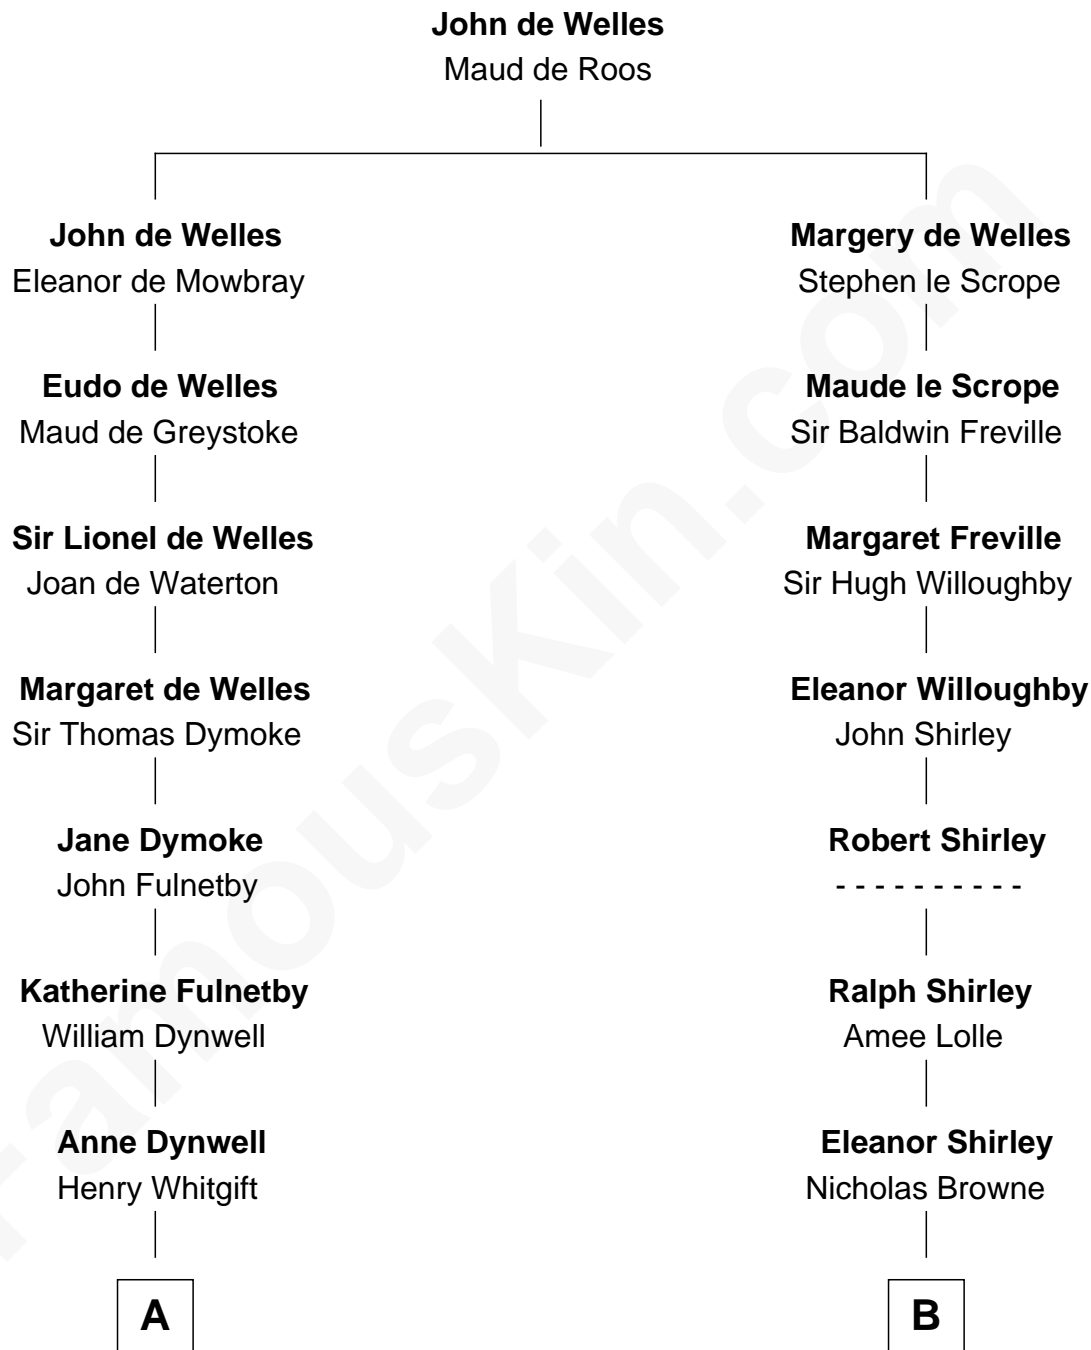 John de Welles
Maud de Roos
John de Welles
Eleanor de Mowbray
Margery de Welles
Stephen le Scrope
Eudo de Welles
Maud de Greystoke
Maude le Scrope
Sir Baldwin Freville
Sir Lionel de Welles
Joan de Waterton
Margaret Freville
Sir Hugh Willoughby
Margaret de Welles
Sir Thomas Dymoke
Eleanor Willoughby
John Shirley
Jane Dymoke
John Fulnetby
Robert Shirley
- - - - - - - - - -
Katherine Fulnetby
William Dynwell
Ralph Shirley
Amee Lolle
Anne Dynwell
Henry Whitgift
Eleanor Shirley
Nicholas Browne
A
B
FamousKin.com